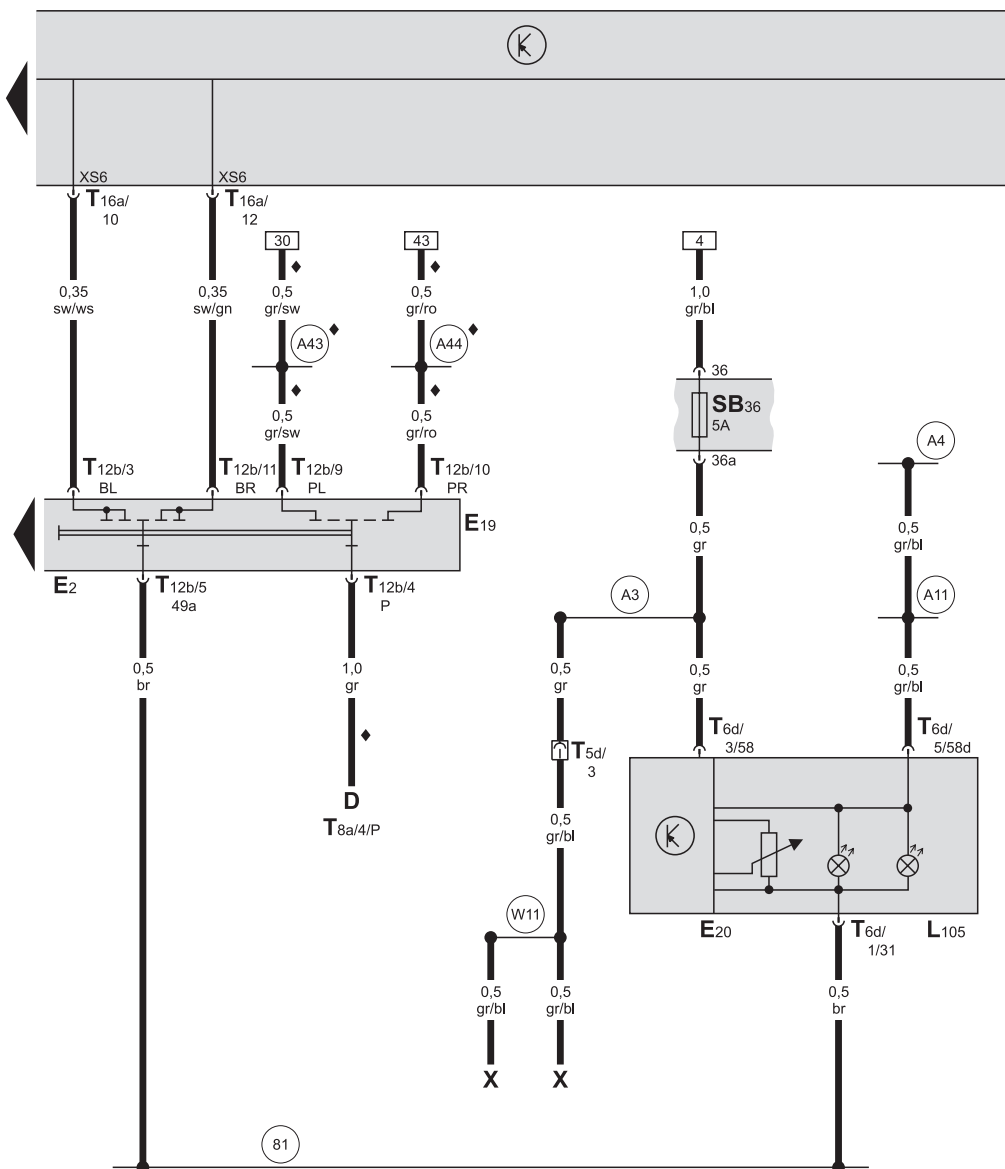 XS6
XS6
T16a/
10
T16a/
12
30
43
4
0,35
sw/ws
0,35
sw/gn
0,5
gr/sw
0,5
gr/ro
1,0
gr/bl
A43
A44
36
SB36
5A
36a
0,5
gr/sw
0,5
gr/ro
A4
T12b/3
BL
T12b/11
BR
T12b/9
PL
T12b/10
PR
E19
0,5
gr
0,5
gr/bl
E2
T12b/5
49a
T12b/4
P
A3
A11
0,5
br
1,0
gr
0,5
gr
0,5
gr
0,5
gr/bl
T6d/
3/58
T6d/
5/58d
T5d/
3
D
T8a/4/P
0,5
gr/bl
W11
E20
T6d/
1/31
L105
0,5
gr/bl
0,5
gr/bl
0,5
br
X
X
81